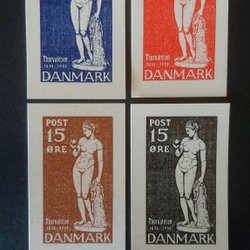 Thorvaldsen
1838-1938
DANMARK
Thorvaldsen
1838-1938
DANMARK
POST
15
ØRE
Thorvaldsen
1838-1938
DANMARK
POST
15
ØRE
Thorvaldsen
1838-1938
DANMARK